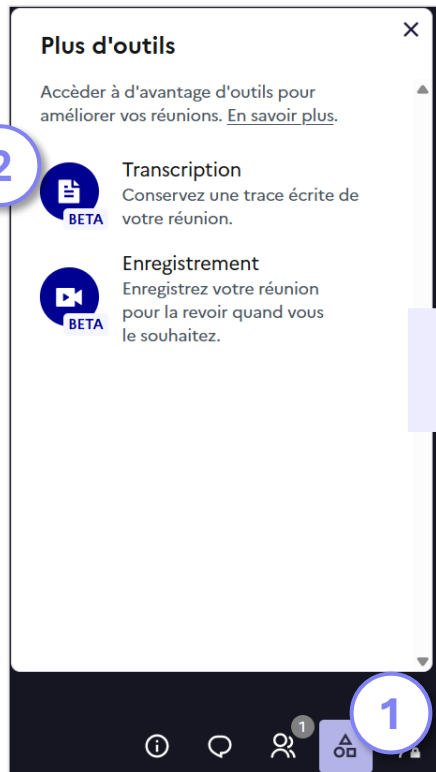 Plus d'outils
Accèder à d'avantage d'outils pour
améliorer vos réunions. En savoir plus.
2
Transcription
Conservez une trace écrite de
votre réunion.
BETA
Enregistrement
Enregistrez votre réunion
pour la revoir quand vous
le souhaitez.
BETA
1
1